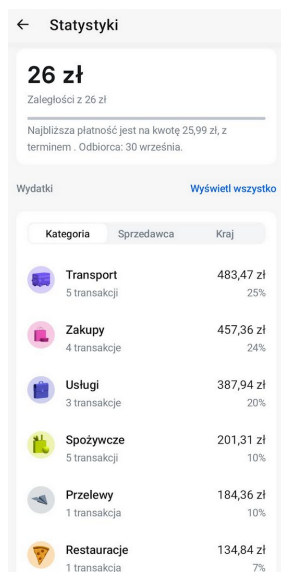 Statystyki
26 zł
Zaległości z 26 zł
Najbliższa płatność jest na kwotę 25,99 zł, z
terminem . Odbiorca: 30 września.
Wydatki Wyświetl wszystko
Kategoria Sprzedawca Kraj
Transport 483,47 zł
5 transakcji 25%
Zakupy 457,36 zł
4 transakcje 24%
Usługi 387,94 zł
3 transakcje 20%
Spożywcze 201,31 zł
5 transakcji 10%
Przelewy 184,36 zł
1 transakcja 10%
Restauracje 134,84 zł
1 transakcja 7%